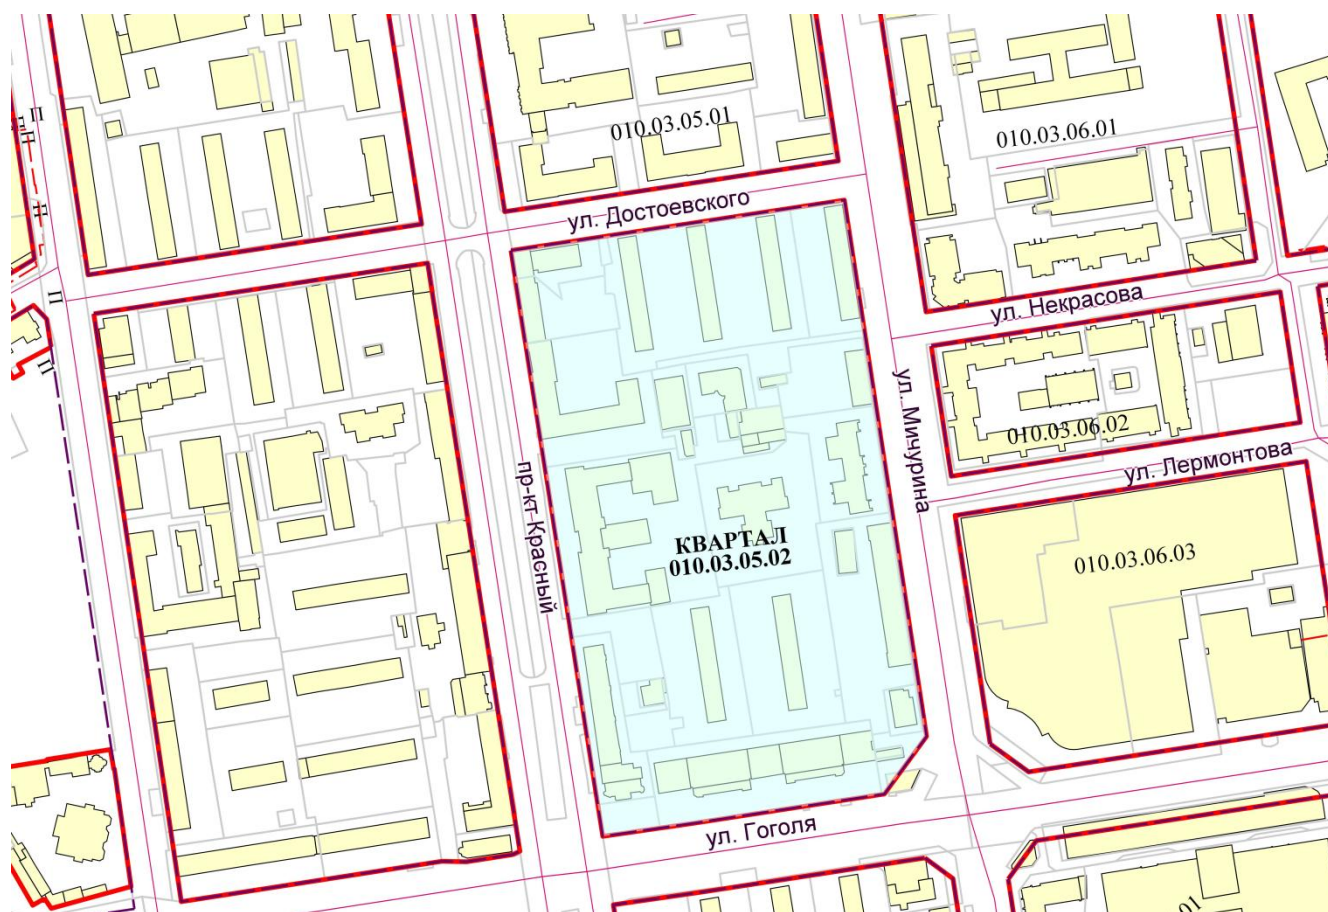 П
П
П
П
П
П
П
010.03.05.01
010.03.06.01
ул. Достоевского
ул. Некрасова
ул. Мичурина
010.03.06.02
ул. Лермонтова
пр-кт Красный
КВАРТАЛ
010.03.05.02
010.03.06.03
ул. Гоголя
01